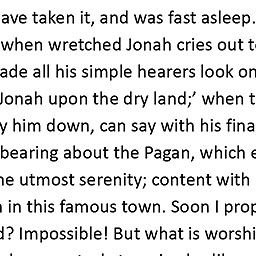 ave taken it, and was fast asleep.
when wretched Jonah cries out t
ade all his simple hearers look on
Jonah upon the dry land;’ when t
y him down, can say with his fina
bearing about the Pagan, which e
he utmost serenity; content with
in this famous town. Soon I prop
d? Impossible! But what is worshi